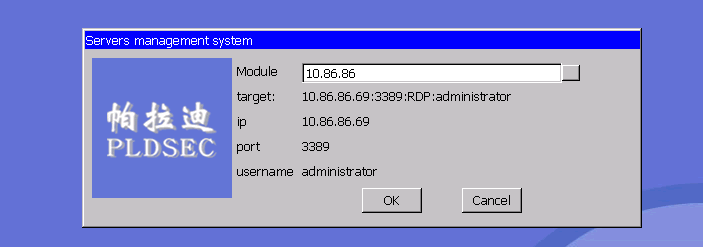 Servers management system
帕拉迪
PLDSEC
Module 10.86.86
target: 10.86.86.69:3389:RDP:administrator
ip 10.86.86.69
port 3389
username administrator
OK Cancel